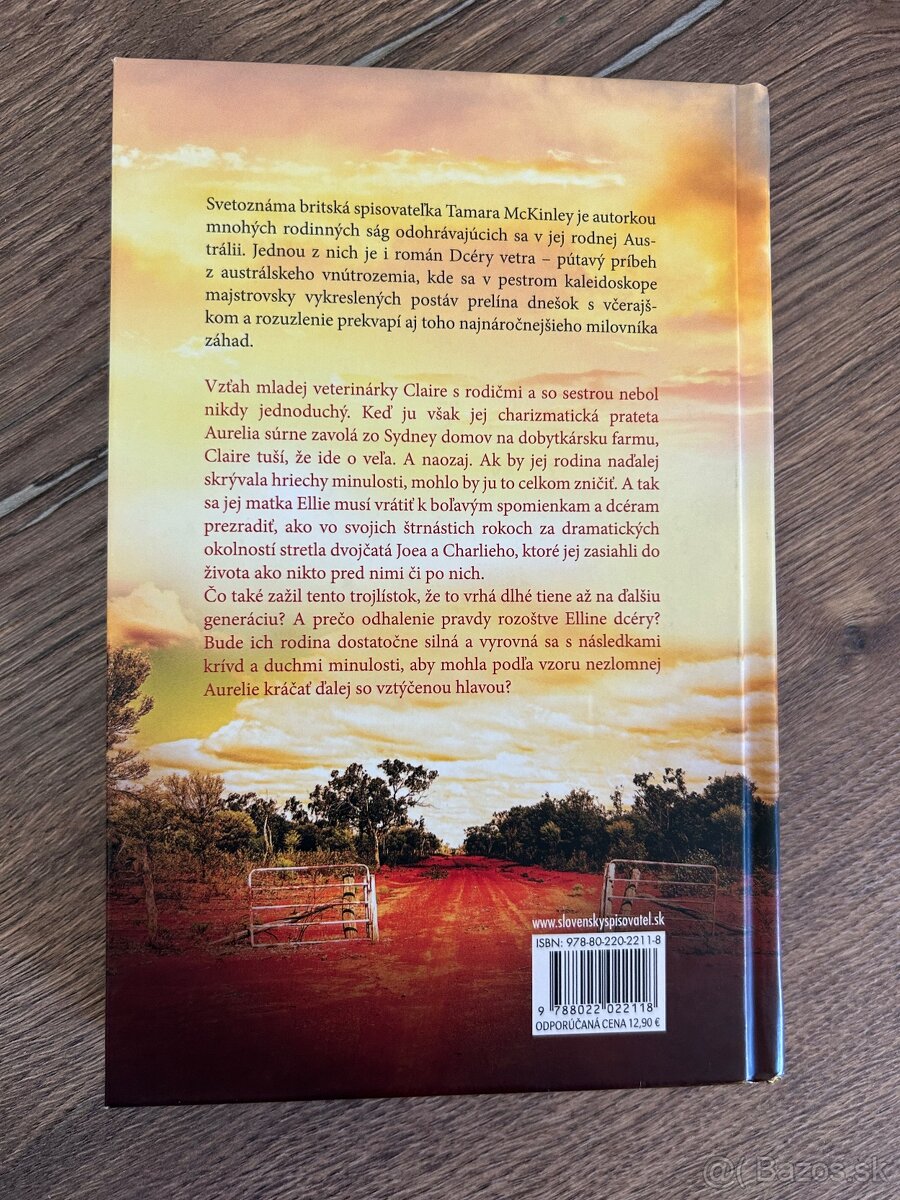 Svetoznáma britská spisovateľka Tamara McKinley je autorkou
mnohých rodinných ság odohrávajúcich sa v jej rodnej Aus-
trálii. Jednou z nich je i román Dcéry vetra – pútavý príbeh
z austrálskeho vnútrozemia, kde sa v pestrom kaleidoskope
majstrovsky vykreslených postáv prelína dnešok s včeraj­š-
kom a rozuzlenie prekvapí aj toho najnáročnejšieho milovníka
záhad.
Vzťah mladej veterinárky Claire s rodičmi a so sestrou nebol
nikdy jednoduchý. Keď ju však jej charizmatická prateta
Aurelia súrne zavolá zo Sydney domov na dobytkársku farmu,
Claire tuší, že ide o veľa. A naozaj. Ak by jej rodina naďalej
skrývala hriechy minulosti, mohlo by ju to celkom zničiť. A tak
sa jej matka Ellie musí vrátiť k boľavým spomienkam a dcéram
prezradiť, ako vo svojich štrnástich rokoch za dramatických
okolností stretla dvojčatá Joea a Charlieho, ktoré jej zasiahli do
života ako nikto pred nimi či po nich.
Čo také zažil tento trojlístok, že to vrhá dlhé tiene až na ďalšiu
generáciu? A prečo odhalenie pravdy rozoštve Elline dcéry?
Bude ich rodina dostatočne silná a vyrovná sa s následkami
krívd a duchmi minulosti, aby mohla podľa vzoru nezlomnej
Aurelie kráčať ďalej so vztýčenou hlavou?
www.slovenskyspisovatel.sk
ISBN: 978-80-220-2211-8
9 788022 022118
ODPORÚČANÁ CENA 12,90 €
@( Bazos.sk